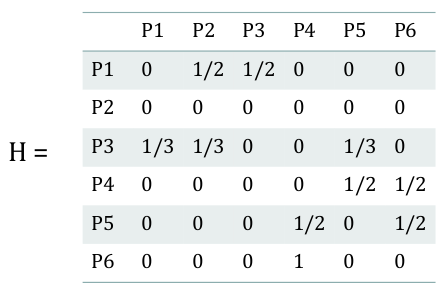 P1 P2 P3 P4 P5 P6
P1 0 1/2 1/2 0 0 0
P2 0 0 0 0 0 0
H = P3 1/3 1/3 0 0 1/3 0
P4 0 0 0 0 1/2 1/2
P5 0 0 0 1/2 0 1/2
P6 0 0 0 1 0 0